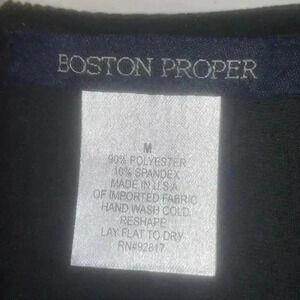 BOSTON PROPER
M
90% POLYESTER
10% SPANDEX
MADE IN U.S.A
OF IMPORTED FABRIC
HAND WASH COLD.
RESHAPE
LAY FLAT TO DRY
RN#92817